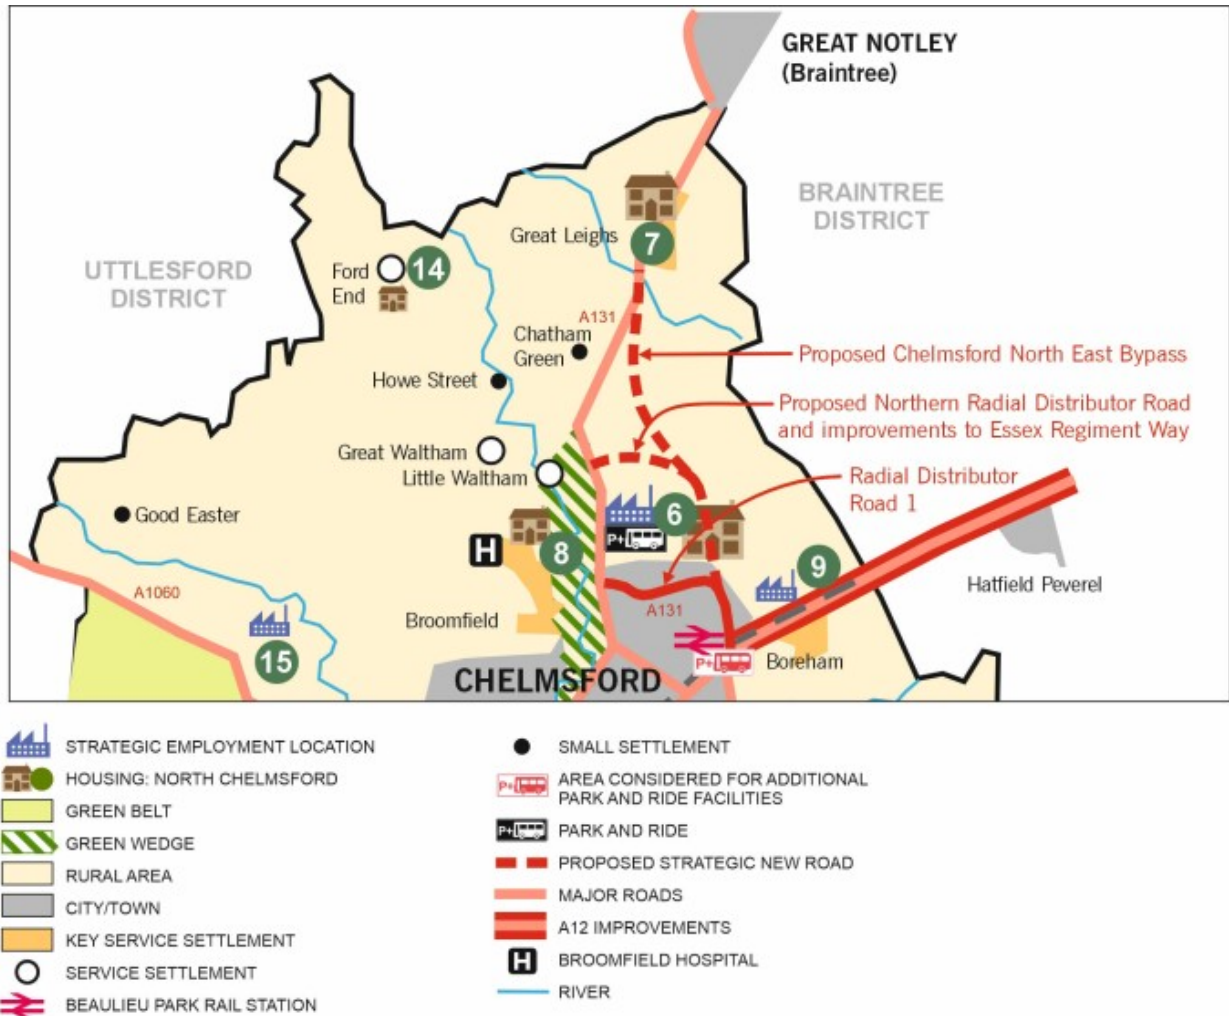 GREAT NOTLEY
(Braintree)
BRAINTREE
DISTRICT
Great Leighs
7
UTTLESFORD
DISTRICT
Ford
End
14
A131
Chatham
Green
Howe Street
Proposed Chelmsford North East Bypass
Proposed Northern Radial Distributor Road
and improvements to Essex Regiment Way
Great Waltham
Little Waltham
Radial Distributor
Road 1
Good Easter
6
P+
H
8
9
Hatfield Peverel
A1060
A131
Broomfield
15
P+
Boreham
CHELMSFORD
STRATEGIC EMPLOYMENT LOCATION
HOUSING: NORTH CHELMSFORD
GREEN BELT
GREEN WEDGE
RURAL AREA
CITY/TOWN
KEY SERVICE SETTLEMENT
SERVICE SETTLEMENT
BEAULIEU PARK RAIL STATION
SMALL SETTLEMENT
P+
AREA CONSIDERED FOR ADDITIONAL
PARK AND RIDE FACILITIES
P+
PARK AND RIDE
PROPOSED STRATEGIC NEW ROAD
MAJOR ROADS
A12 IMPROVEMENTS
H
BROOMFIELD HOSPITAL
RIVER